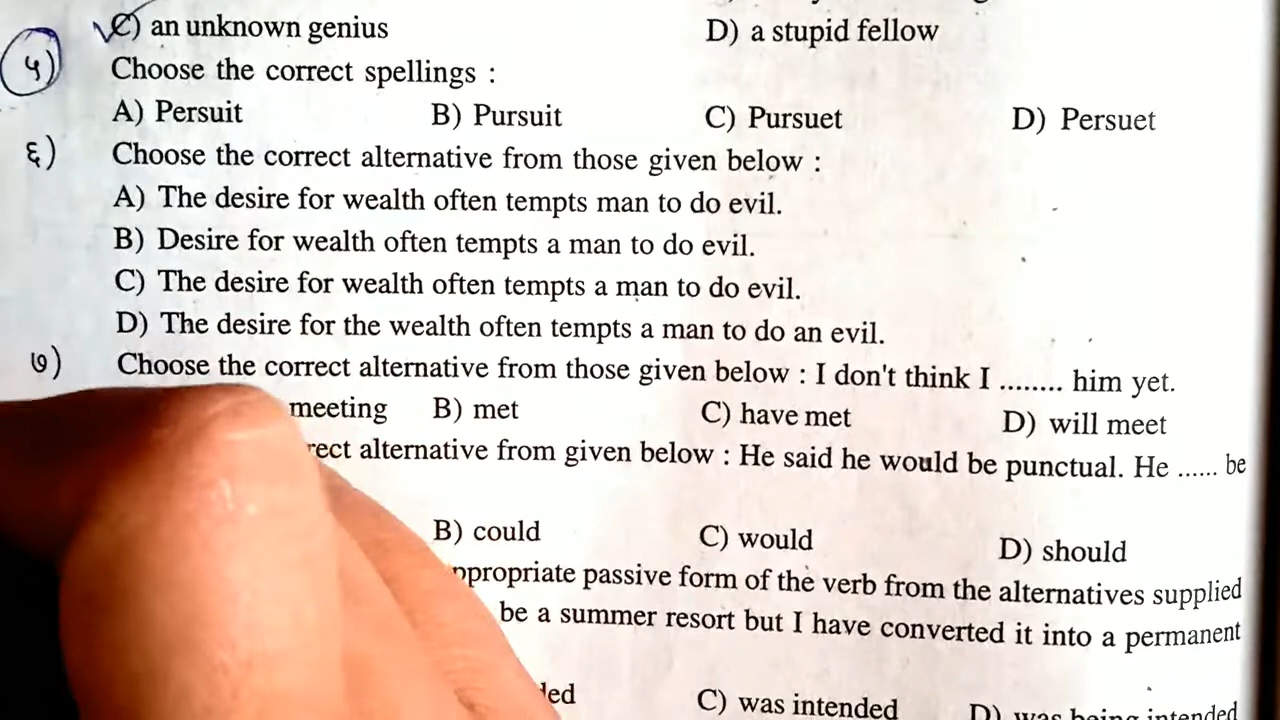 C) an unknown genius D) a stupid fellow
५) Choose the correct spellings :
A) Persuit B) Pursuit C) Pursuet D) Persuet
६) Choose the correct alternative from those given below :
A) The desire for wealth often tempts man to do evil.
B) Desire for wealth often tempts a man to do evil.
C) The desire for wealth often tempts a man to do evil.
D) The desire for the wealth often tempts a man to do an evil.
७) Choose the correct alternative from those given below : I don't think I ........ him yet.
meeting B) met C) have met D) will meet
alternative from given below : He said he would be punctual. He ...... be
B) could C) would D) should
passive form of the verb from the alternatives supplied
be a summer resort but I have converted it into a permanent
C) was intended D) was being intended